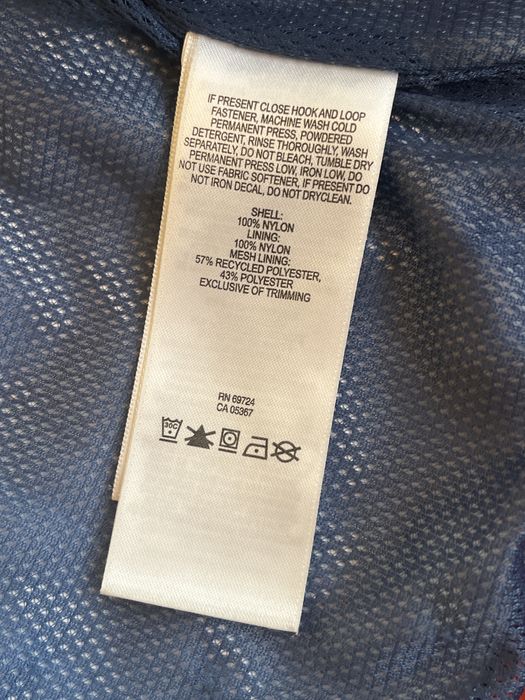 IF PRESENT CLOSE HOOK AND LOOP
FASTENER, MACHINE WASH COLD
PERMANENT PRESS, POWDERED
DETERGENT, RINSE THOROUGHLY, WASH
SEPARATELY, DO NOT BLEACH, TUMBLE DRY
PERMANENT PRESS LOW, IRON LOW, DO
NOT USE FABRIC SOFTENER, IF PRESENT DO
NOT IRON DECAL, DO NOT DRYCLEAN.
SHELL:
100% NYLON
LINING:
100% NYLON
MESH LINING:
57% RECYCLED POLYESTER,
43% POLYESTER
EXCLUSIVE OF TRIMMING
RN 69724
CA 05367
30C